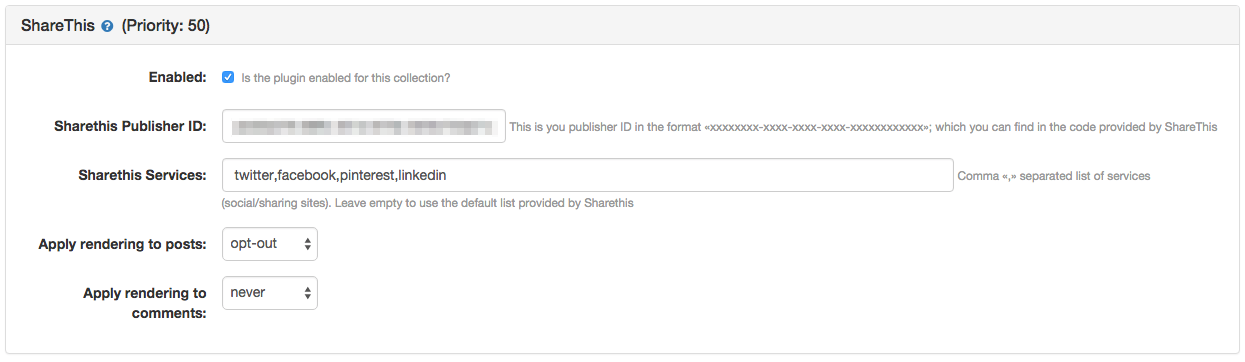 ShareThis ? (Priority: 50)
Enabled: Is the plugin enabled for this collection?
Sharethis Publisher ID: This is you publisher ID in the format «xxxxxxxx-xxxx-xxxx-xxxx-xxxxxxxxxxxx»; which you can find in the code provided by ShareThis
Sharethis Services: twitter,facebook,pinterest,linkedin Comma «,» separated list of services
(social/sharing sites). Leave empty to use the default list provided by Sharethis
Apply rendering to posts: opt-out
Apply rendering to never
comments: